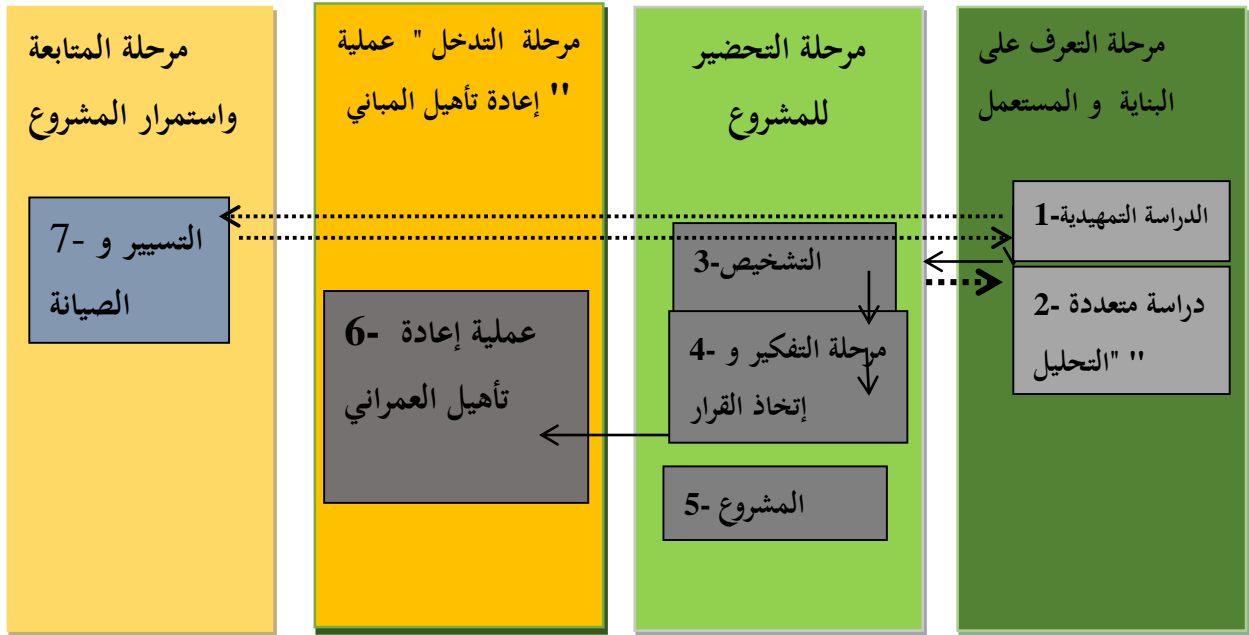 مرحلة التعرف على
البناية و المستعمل
1-الدراسة التمهيدية
2- دراسة متعددة
التحليل" "
مرحلة التحضير
للمشروع
3-التشخيص
4- مرحلة التفكير و
إتخاذ القرار
5- المشروع
مرحلة التدخل " عملية
إعادة تأهيل المباني "
6- عملية إعادة
تأهيل العمراني
مرحلة المتابعة
واستمرار المشروع
7- التسيير و
الصيانة